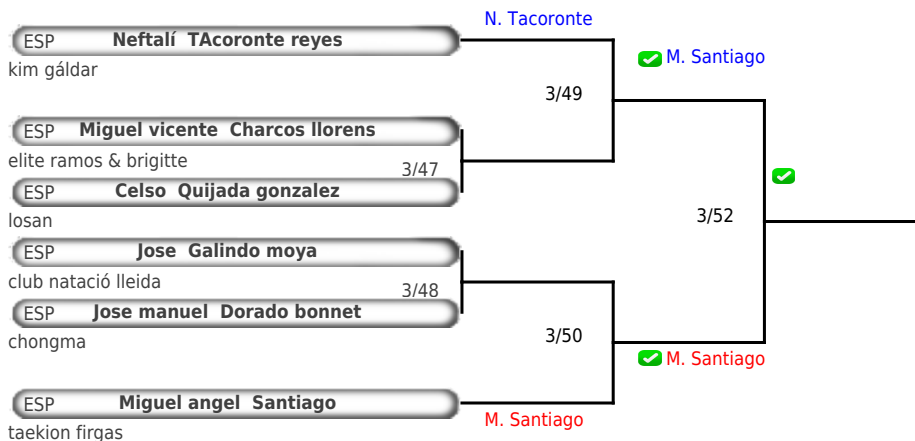 N. Tacoronte
ESP Neftalí TAcoronte reyes
kim gáldar
M. Santiago
3/49
ESP Miguel vicente Charcos llorens
elite ramos & brigitte
3/47
ESP Celso Quijada gonzalez
losan
3/52
ESP Jose Galindo moya
club natació lleida
3/48
ESP Jose manuel Dorado bonnet
chongma
3/50
M. Santiago
ESP Miguel angel Santiago
M. Santiago
taekion firgas